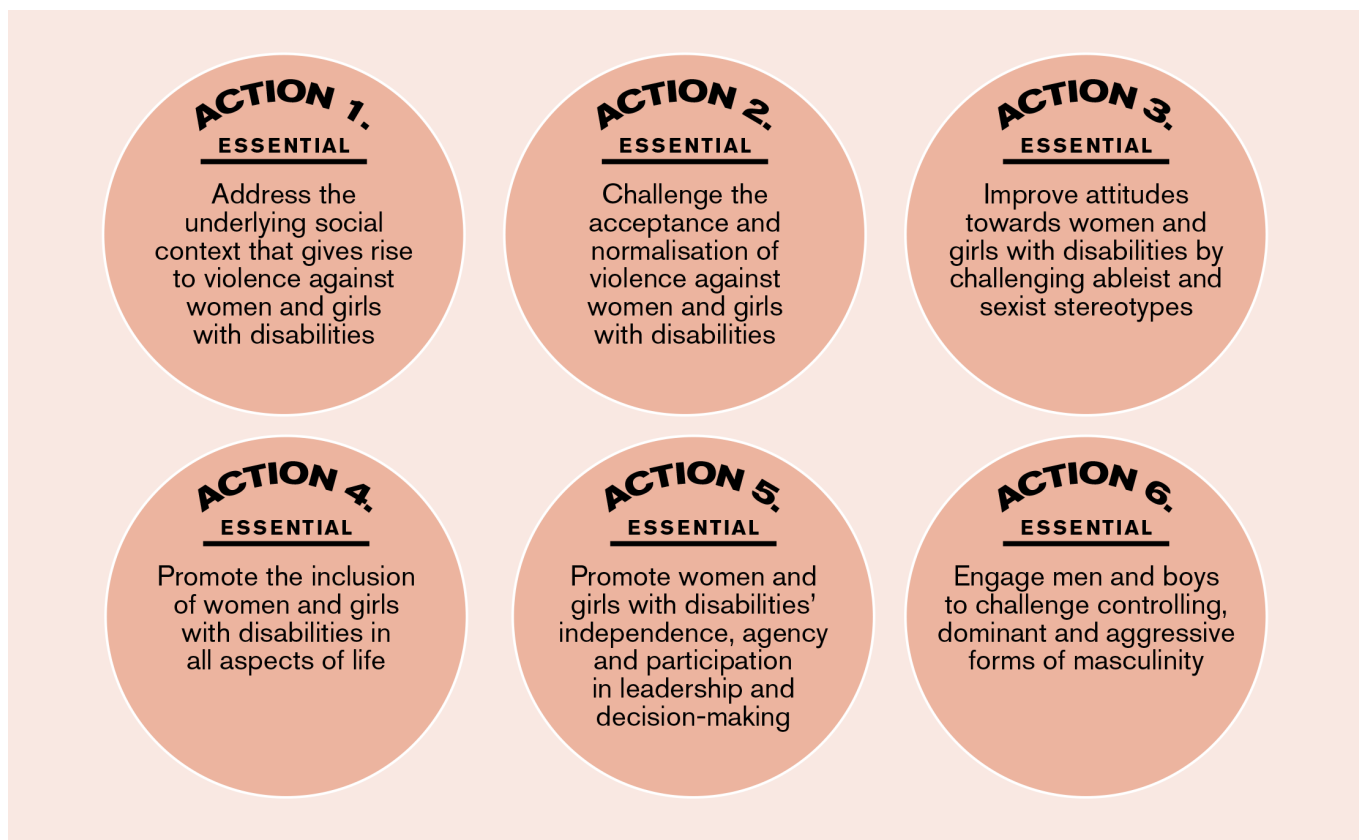 ACTION 1.
ESSENTIAL
Address the
underlying social
context that gives rise
to violence against
women and girls
with disabilities
ACTION 2.
ESSENTIAL
Challenge the
acceptance and
normalisation of
violence against
women and girls
with disabilities
ACTION 3.
ESSENTIAL
Improve attitudes
towards women and
girls with disabilities by
challenging ableist and
sexist stereotypes
ACTION 4.
ESSENTIAL
Promote the inclusion
of women and girls
with disabilities in
all aspects of life
ACTION 5.
ESSENTIAL
Promote women and
girls with disabilities’
independence, agency
and participation
in leadership and
decision-making
ACTION 6.
ESSENTIAL
Engage men and boys
to challenge controlling,
dominant and aggressive
forms of masculinity